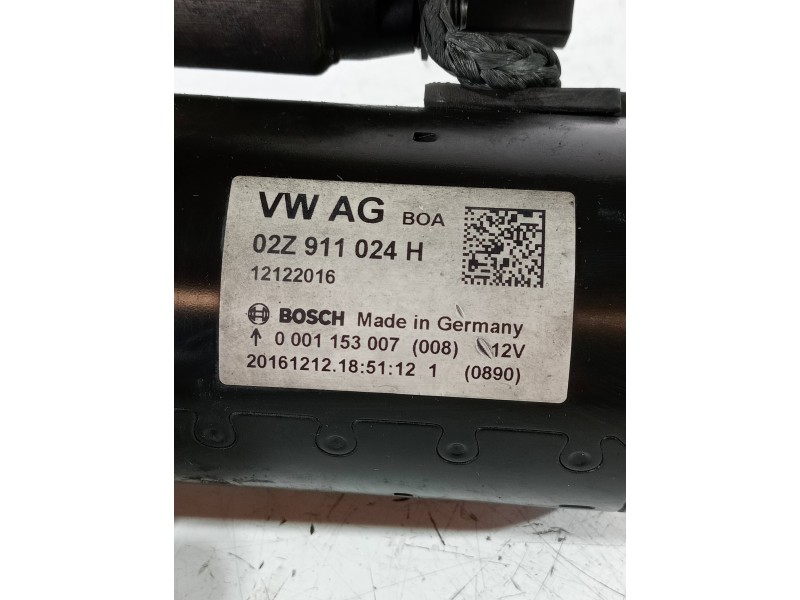 VW AG BOA
02Z 911 024 H
12122016
BOSCH Made in Germany
0 001 153 007 (008) 12V
20161212.18:51:12 1 (0890)